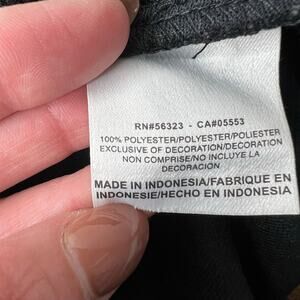 RN#56323 - CA#05553
100% POLYESTER/POLYESTER/POLIESTER
EXCLUSIVE OF DECORATION/DECORATION
NON COMPRISE/NO INCLUYE LA
DECORACION
MADE IN INDONESIA/FABRIQUE EN
INDONESIE/HECHO EN INDONESIA